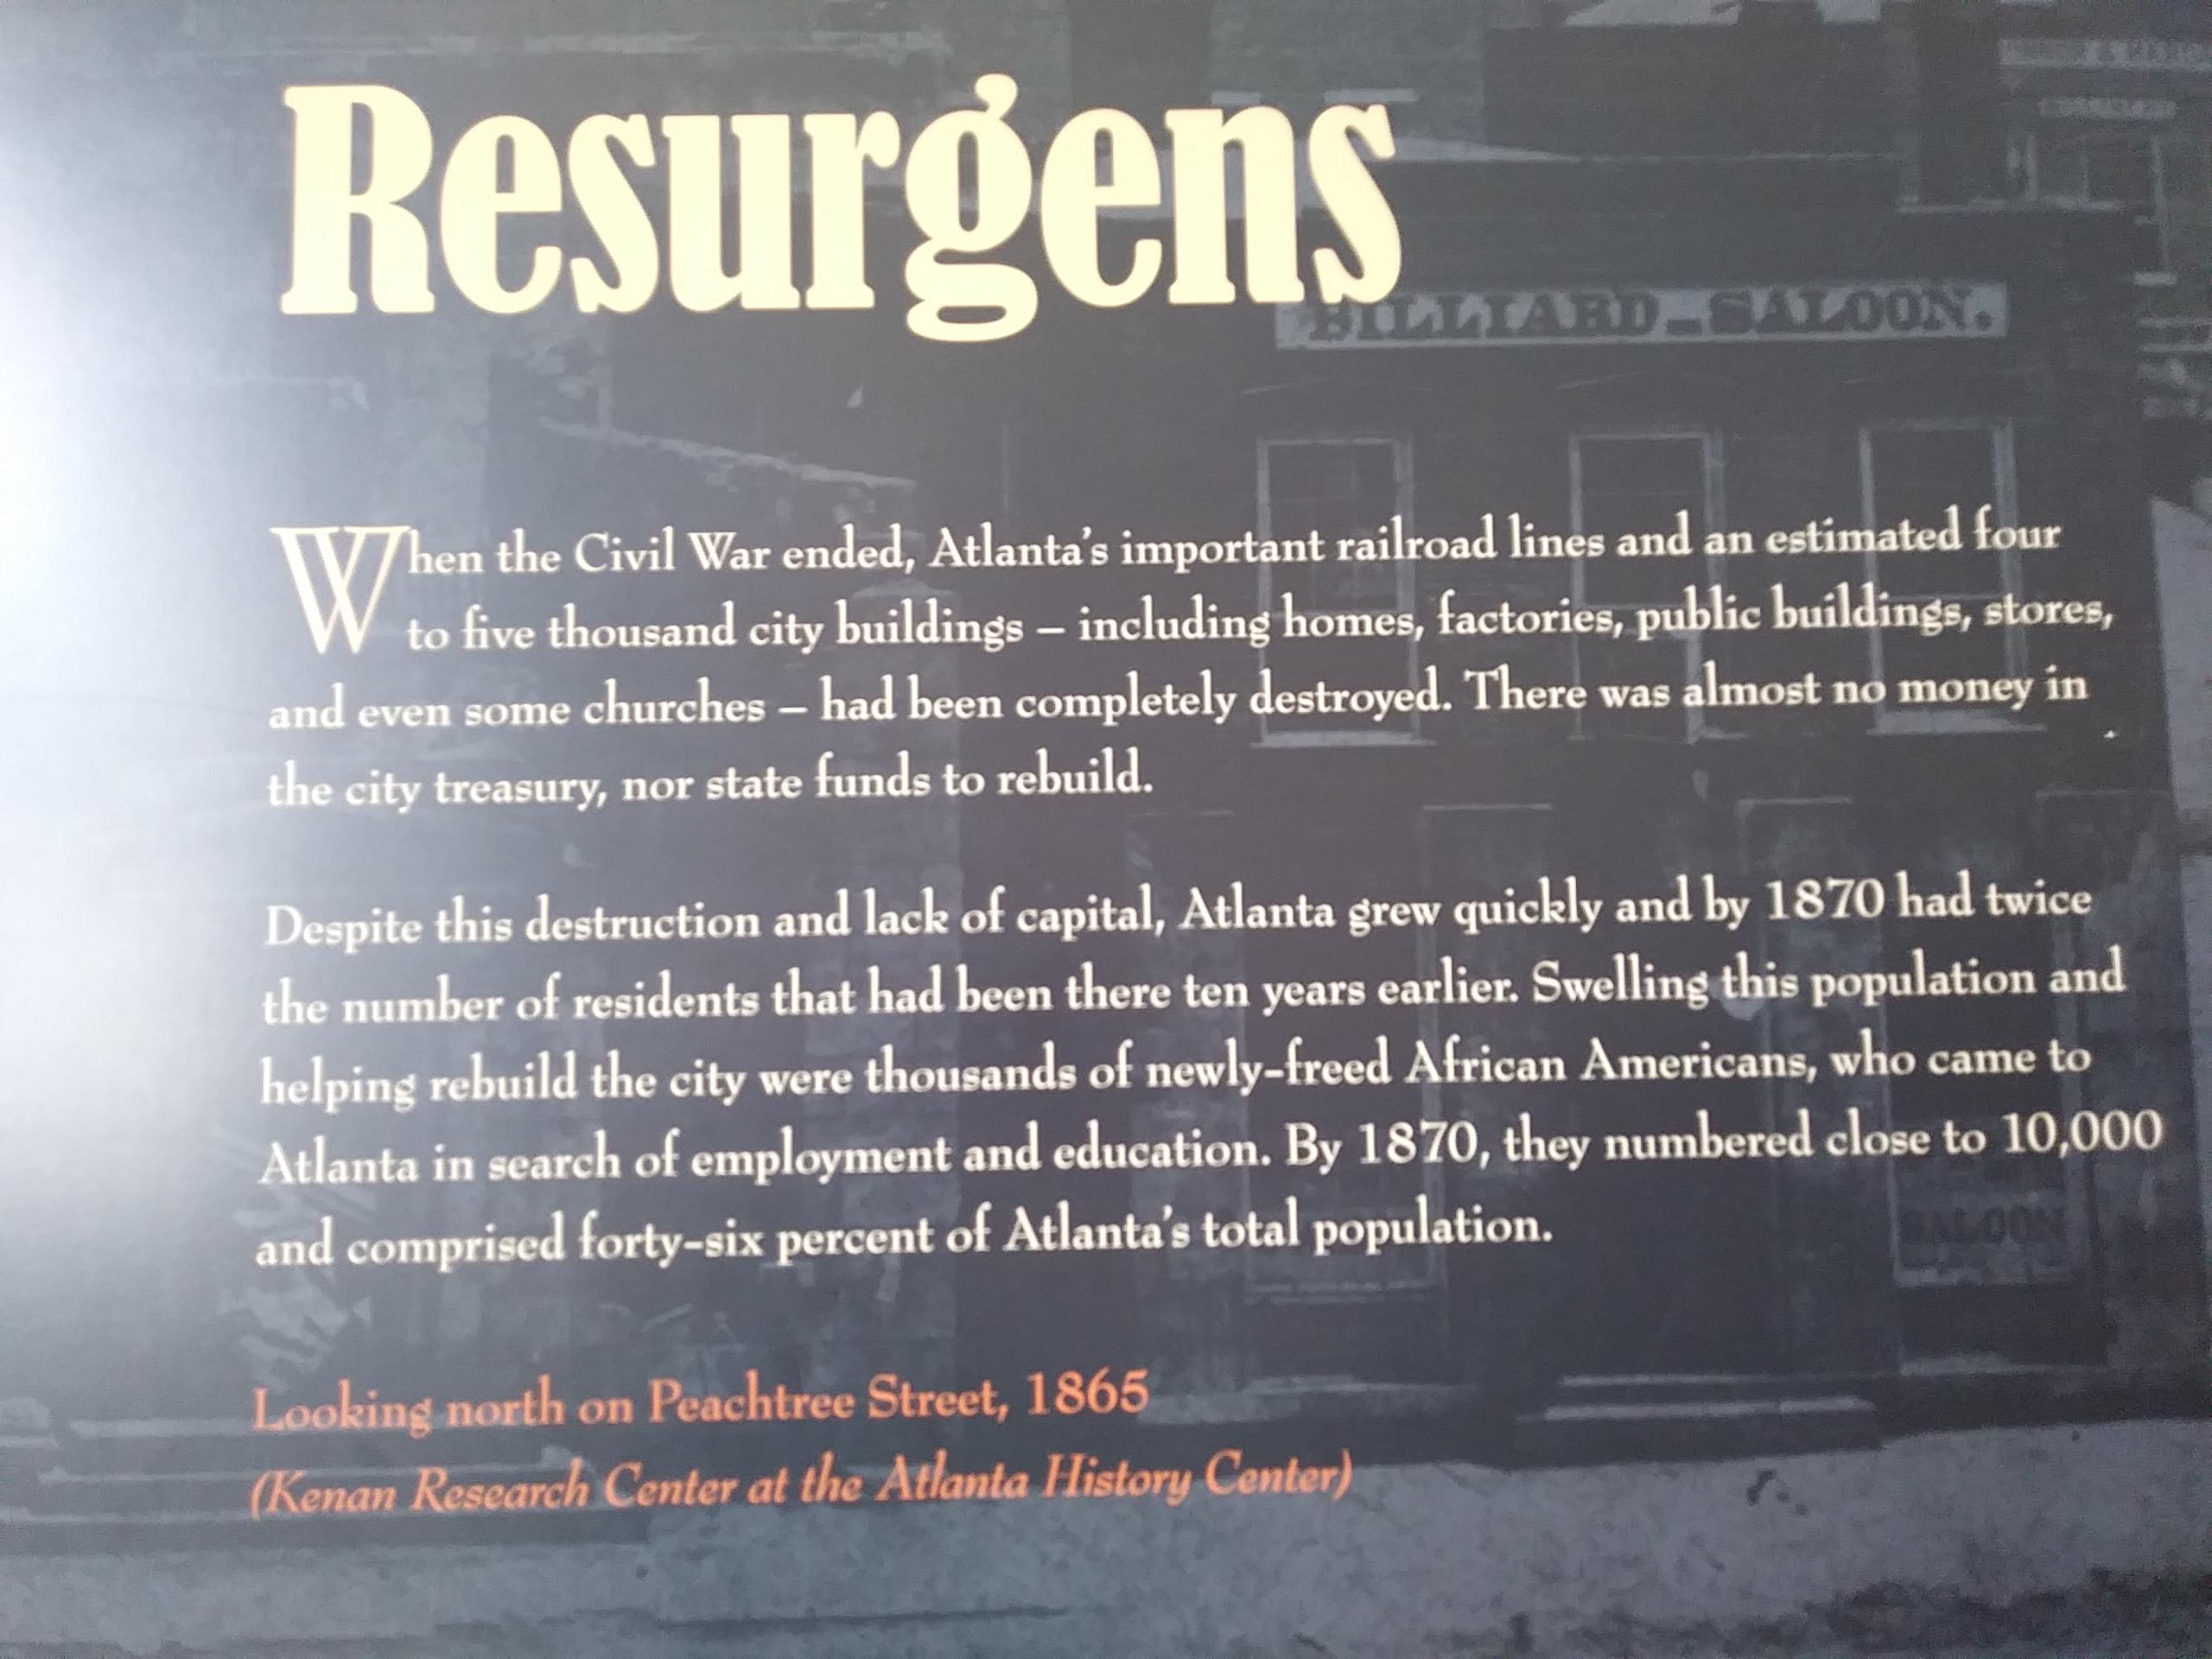 Resurgens
BILLIARD-SALOON.
When the Civil War ended, Atlanta's important railroad lines and an estimated four
to five thousand city buildings – including homes, factories, public buildings, stores,
and even some churches – had been completely destroyed. There was almost no money in
the city treasury, nor state funds to rebuild.
Despite this destruction and lack of capital, Atlanta grew quickly and by 1870 had twice
the number of residents that had been there ten years earlier. Swelling this population and
helping rebuild the city were thousands of newly-freed African Americans, who came to
Atlanta in search of employment and education. By 1870, they numbered close to 10,000
and comprised forty-six percent of Atlanta's total population.
SALOON
Looking north on Peachtree Street, 1865
(Kenan Research Center at the Atlanta History Center)